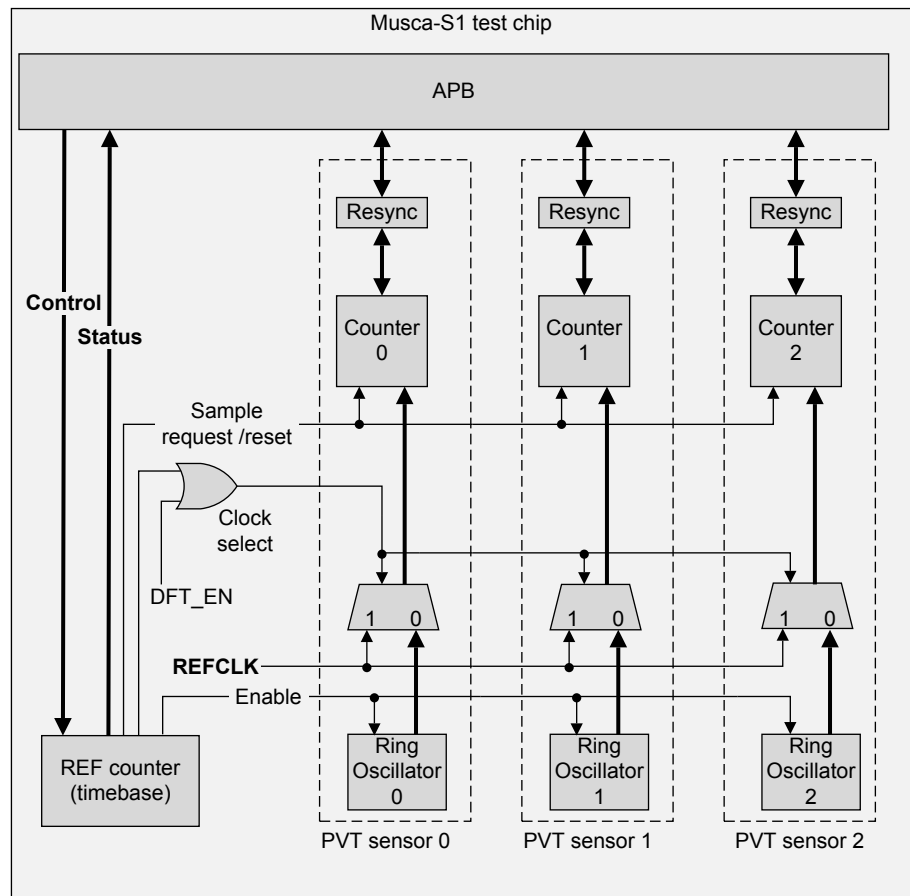 Musca-S1 test chip
APB
Resync
Resync
Resync
Control
Status
Counter
0
Counter
1
Counter
2
Sample
request /reset
Clock
select
DFT_EN
1 0
1 0
1 0
REFCLK
Enable
REF counter
(timebase)
Ring
Oscillator
0
Ring
Oscillator
1
Ring
Oscillator
2
PVT sensor 0
PVT sensor 1
PVT sensor 2